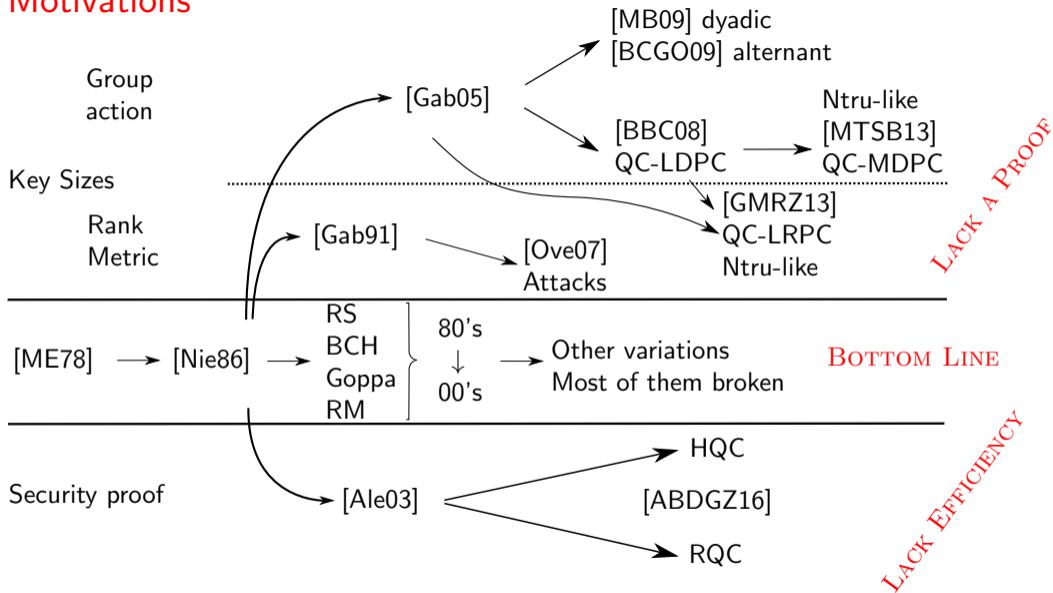 Motivations
[MB09] dyadic
[BCGO09] alternant
Group
action
[Gab05]
Ntru-like
[MTSB13]
QC-MDPC
[BBC08]
QC-LDPC
LACK A PROOF
Key Sizes
[GMRZ13]
QC-LRPC
Ntru-like
Rank
Metric
[Gab91]
[Ove07]
Attacks
[ME78]
[Nie86]
RS
BCH
Goppa
RM
80's
↓
00's
Other variations
Most of them broken
BOTTOM LINE
Security proof
[Ale03]
HQC
[ABDGZ16]
RQC
LACK EFFICIENCY